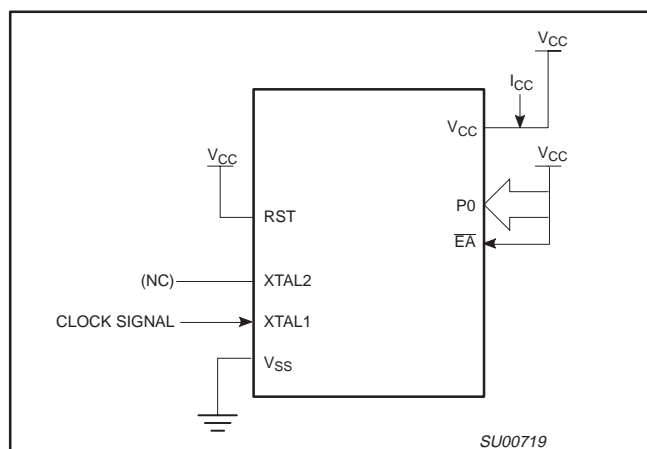 VCC
ICC
VCC
VCC
VCC
P0
RST
EA
(NC)
XTAL2
CLOCK SIGNAL
XTAL1
VSS
SU00719